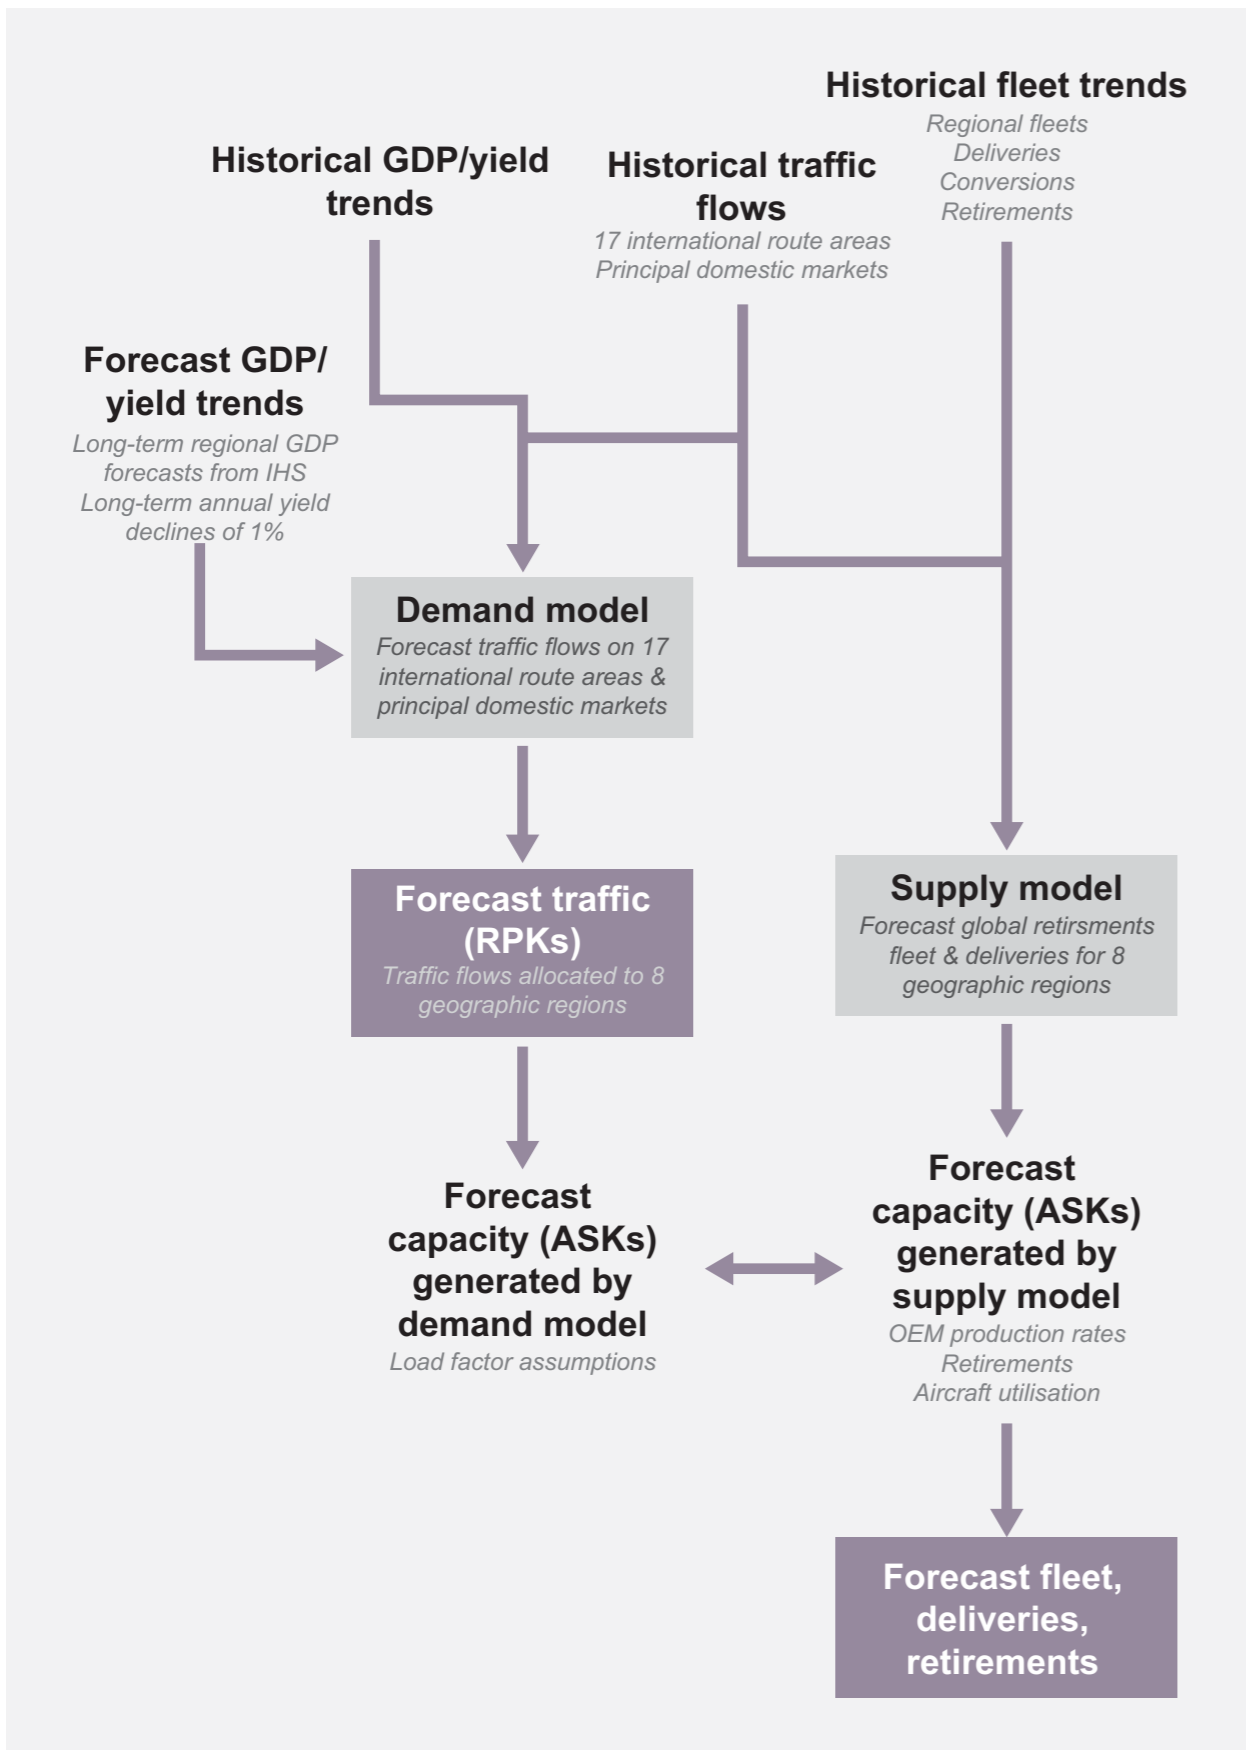 Historical fleet trends
Regional fleets
Deliveries
Conversions
Retirements
Historical GDP/yield
trends
Historical traffic
flows
17 international route areas
Principal domestic markets
Forecast GDP/
yield trends
Long-term regional GDP
forecasts from IHS
Long-term annual yield
declines of 1%
Demand model
Forecast traffic flows on 17
international route areas &
principal domestic markets
Forecast traffic
(RPKs)
Traffic flows allocated to 8
geographic regions
Supply model
Forecast global retirsments
fleet & deliveries for 8
geographic regions
Forecast
capacity (ASKs)
generated by
demand model
Load factor assumptions
Forecast
capacity (ASKs)
generated by
supply model
OEM production rates
Retirements
Aircraft utilisation
Forecast fleet,
deliveries,
retirements